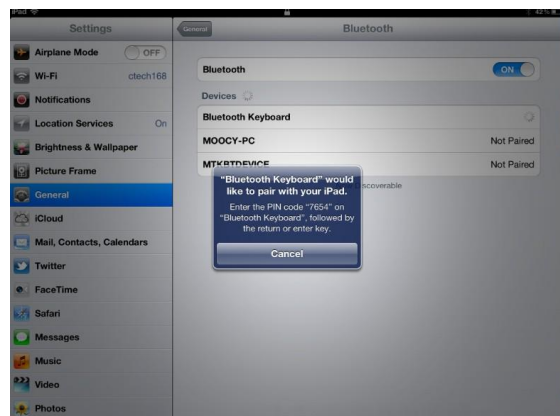 iPad
42%
Settings
General
Bluetooth
Airplane Mode OFF
Wi-Fi ctech168
Notifications
Location Services On
Brightness & Wallpaper
Picture Frame
General
iCloud
Mail, Contacts, Calendars
Twitter
FaceTime
Safari
Messages
Music
Video
Photos
Bluetooth ON
Devices
Bluetooth Keyboard
MOOCY-PC Not Paired
MTKBTDEVICE Not Paired
Discoverable
"Bluetooth Keyboard" would
like to pair with your iPad.
Enter the PIN code "7654" on
"Bluetooth Keyboard", followed by
the return or enter key.
Cancel